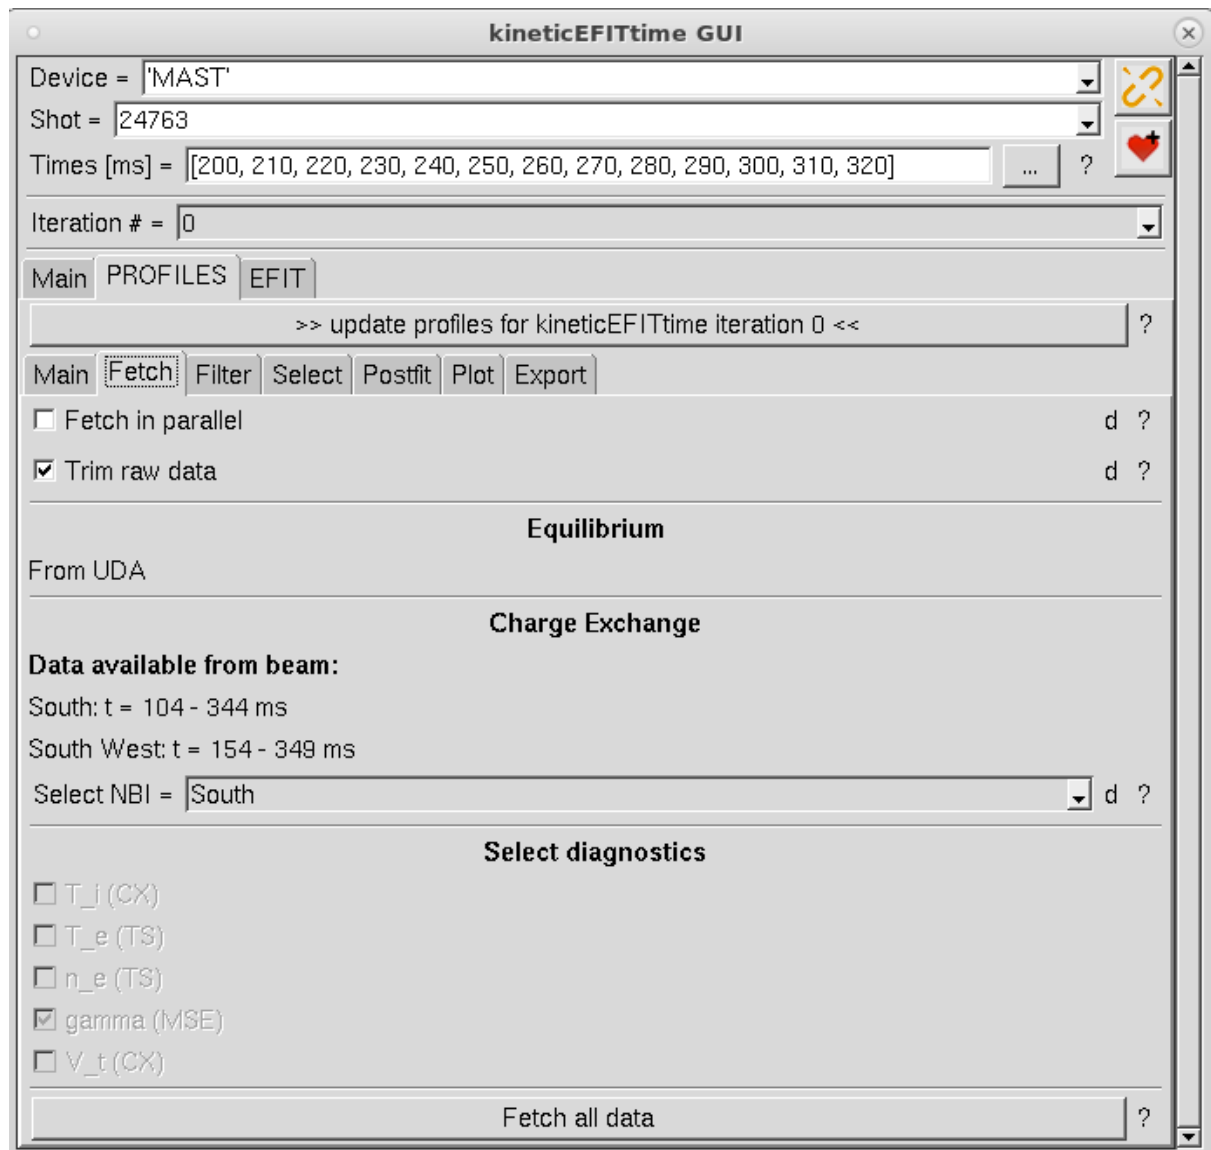 kineticEFITtime GUI
Device = 'MAST'
Shot = 24763
Times [ms] = [200, 210, 220, 230, 240, 250, 260, 270, 280, 290, 300, 310, 320] ... ?
Iteration # = 0
Main PROFILES EFIT
>> update profiles for kineticEFITtime iteration 0 << ?
Main Fetch Filter Select Postfit Plot Export
Fetch in parallel d ?
Trim raw data d ?
Equilibrium
From UDA
Charge Exchange
Data available from beam:
South: t = 104 - 344 ms
South West: t = 154 - 349 ms
Select NBI = South d ?
Select diagnostics
T_i (CX)
T_e (TS)
n_e (TS)
gamma (MSE)
V_t (CX)
Fetch all data ?